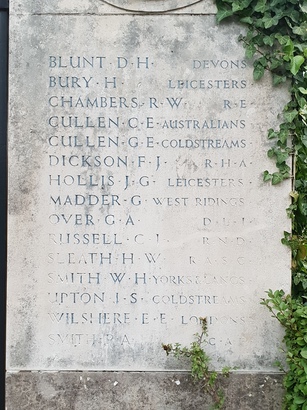 BLUNT·D·H· DEVONS
BURY·H· LEICESTERS·
CHAMBERS·R·W· R·E·
CULLEN·C·E·AUSTRALIANS
CULLEN·G·E·COLDSTREAMS·
DICKSON·F·J· R·H·A·
HOLLIS·J·G· LEICESTERS·
MADDER·G·WEST RIDINGS
OVER·G·A· D·L·I·
RUSSELL·C·J· R·N·D·
SLEATH·H·W·
SMITH·W·H·YORKS
UPTON·J·S· COLDSTREAMS
WILSHERE·E·E·
SMITH